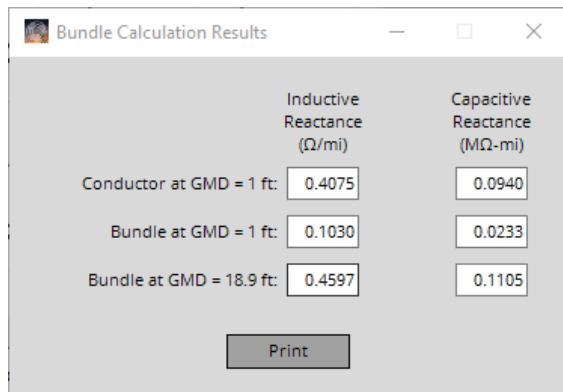 Bundle Calculation Results
Inductive Capacitive
Reactance Reactance
(Ω/mi) (MΩ-mi)
Conductor at GMD = 1 ft: 0.4075 0.0940
Bundle at GMD = 1 ft: 0.1030 0.0233
Bundle at GMD = 18.9 ft: 0.4597 0.1105
Print